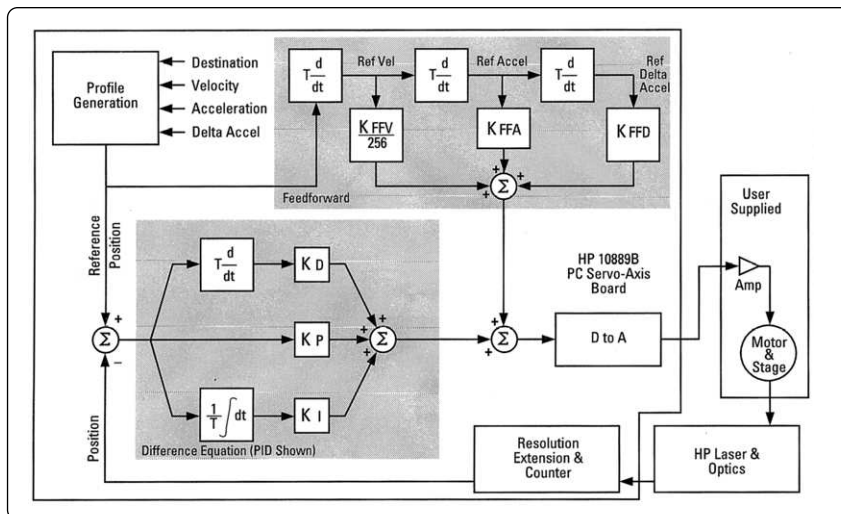 Profile
Generation
Destination
Velocity
Acceleration
Delta Accel
T d
dt
Ref Vel
T d
dt
Ref Accel
T d
dt
Ref
Delta
Accel
K FFV
256
K FFA
K FFD
+
+
+
Σ
Feedforward
User
Supplied
Reference
Position
T d
dt
K D
HP 10889B
PC Servo-Axis
Board
Amp
+
Σ
−
K P
+
+
+
Σ
+
+
Σ
D to A
Motor
&
Stage
1
T
∫ dt
K I
Difference Equation (PID Shown)
Position
Resolution
Extension &
Counter
HP Laser &
Optics